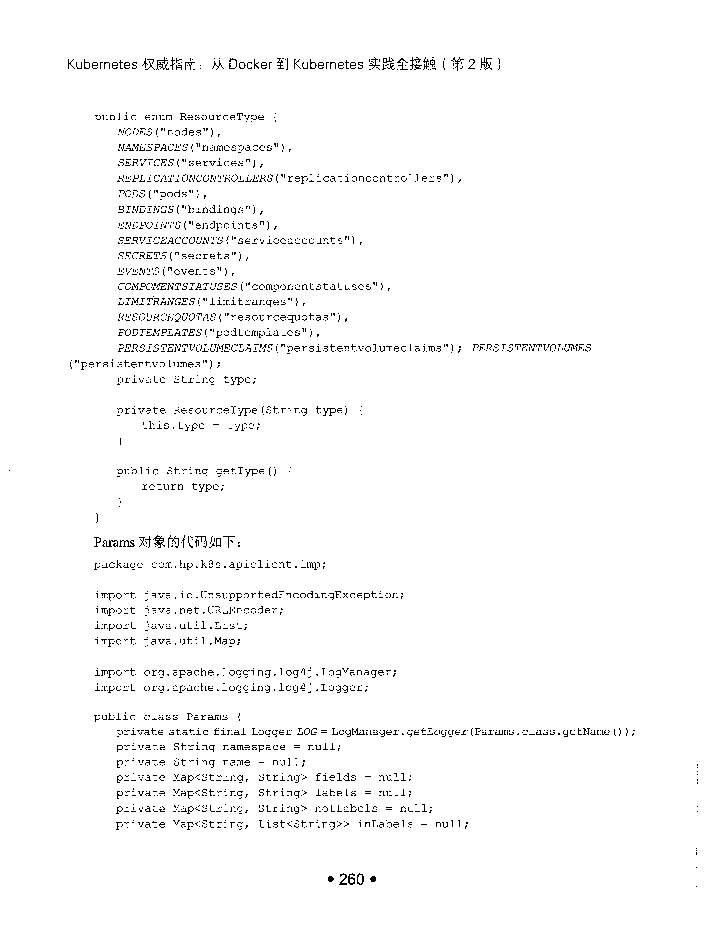 Kubernetes 权威指南：从 Docker 到 Kubernetes 实践全接触（第 2 版）
public enum ResourceType {
NODES("nodes"),
NAMESPACES("namespaces"),
SERVICES("services"),
REPLICATIONCONTROLLERS("replicationcontrollers"),
PODS("pods"),
BINDINGS("bindings"),
ENDPOINTS("endpoints"),
SERVICEACCOUNTS("serviceaccounts"),
SECRETS("secrets"),
EVENTS("events"),
COMPOMENTSTATUSES("componentstatuses"),
LIMITRANGES("limitranges"),
RESOURCEQUOTAS("resourcequotas"),
PODTEMPLATES("podtemplates"),
PERSISTENTVOLUMECLAIMS("persistentvolumeclaims"); PERSISTENTVOLUMES
("persistentvolumes");
private String type;
private ResourceType(String type) {
this.type = type;
}
public String getType() {
return type;
}
}
Params 对象的代码如下：
package com.hp.k8s.apiclient.imp;
import java.io.UnsupportedEncodingException;
import java.net.URLEncoder;
import java.util.List;
import java.util.Map;
import org.apache.logging.log4j.LogManager;
import org.apache.logging.log4j.Logger;
public class Params {
private static final Logger LOG = LogManager.getLogger(Params.class.getName());
private String namespace = null;
private String name = null;
private Map<String, String> fields = null;
private Map<String, String> labels = null;
private Map<String, String> notLabels = null;
private Map<String, List<String>> inLabels = null;
• 260 •